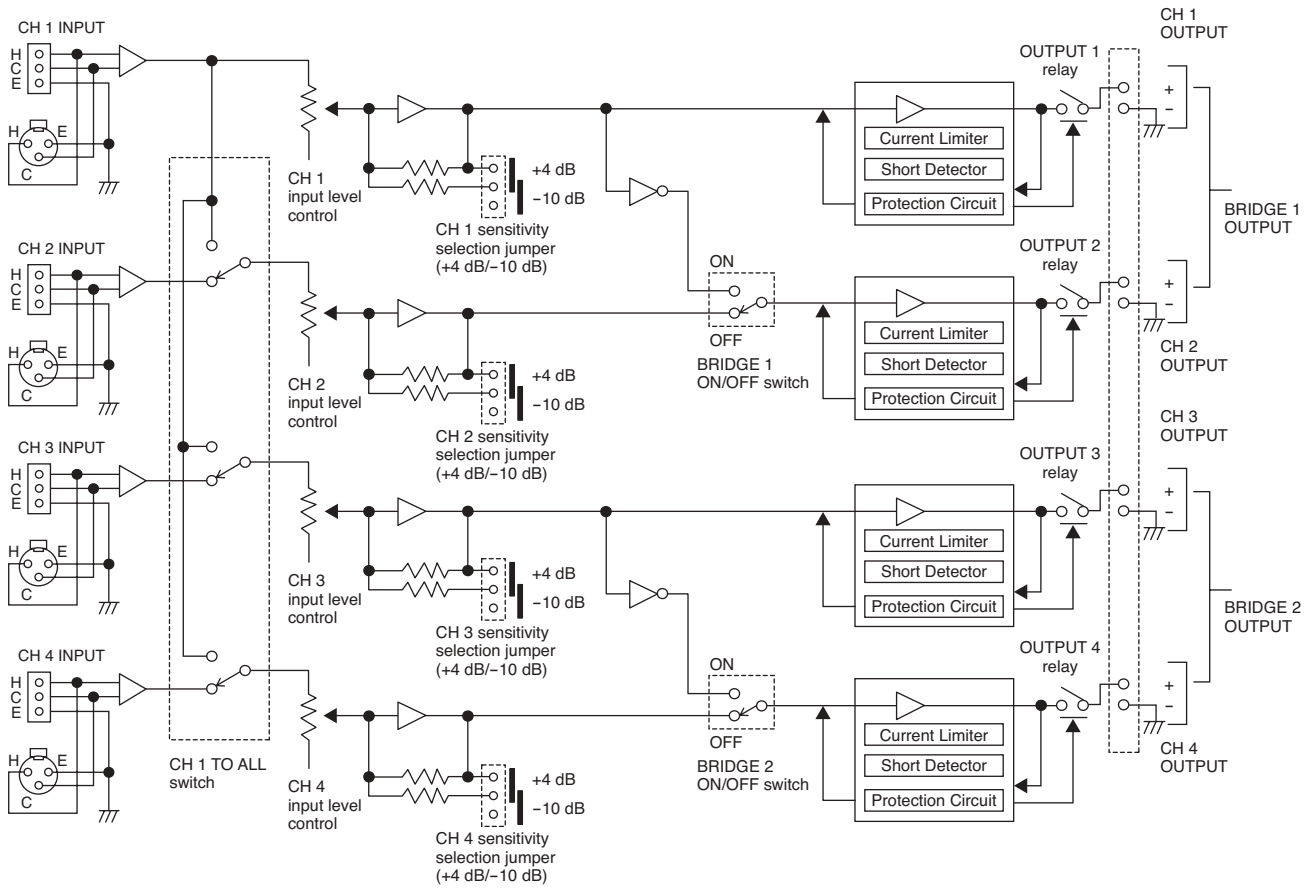 CH 1 INPUT
H
C
E
H E
C
CH 1
input level
control
+4 dB
−10 dB
CH 1 sensitivity
selection jumper
(+4 dB/−10 dB)
Current Limiter
Short Detector
Protection Circuit
OUTPUT 1
relay
CH 1
OUTPUT
+
−
BRIDGE 1
OUTPUT
CH 2 INPUT
H
C
E
H E
C
CH 2
input level
control
+4 dB
−10 dB
CH 2 sensitivity
selection jumper
(+4 dB/−10 dB)
ON
OFF
BRIDGE 1
ON/OFF switch
Current Limiter
Short Detector
Protection Circuit
OUTPUT 2
relay
+
−
CH 2
OUTPUT
CH 3 INPUT
H
C
E
H E
C
CH 3
input level
control
+4 dB
−10 dB
CH 3 sensitivity
selection jumper
(+4 dB/−10 dB)
Current Limiter
Short Detector
Protection Circuit
OUTPUT 3
relay
CH 3
OUTPUT
+
−
BRIDGE 2
OUTPUT
CH 4 INPUT
H
C
E
H E
C
CH 1 TO ALL
switch
CH 4
input level
control
+4 dB
−10 dB
CH 4 sensitivity
selection jumper
(+4 dB/−10 dB)
ON
OFF
BRIDGE 2
ON/OFF switch
Current Limiter
Short Detector
Protection Circuit
OUTPUT 4
relay
+
−
CH 4
OUTPUT